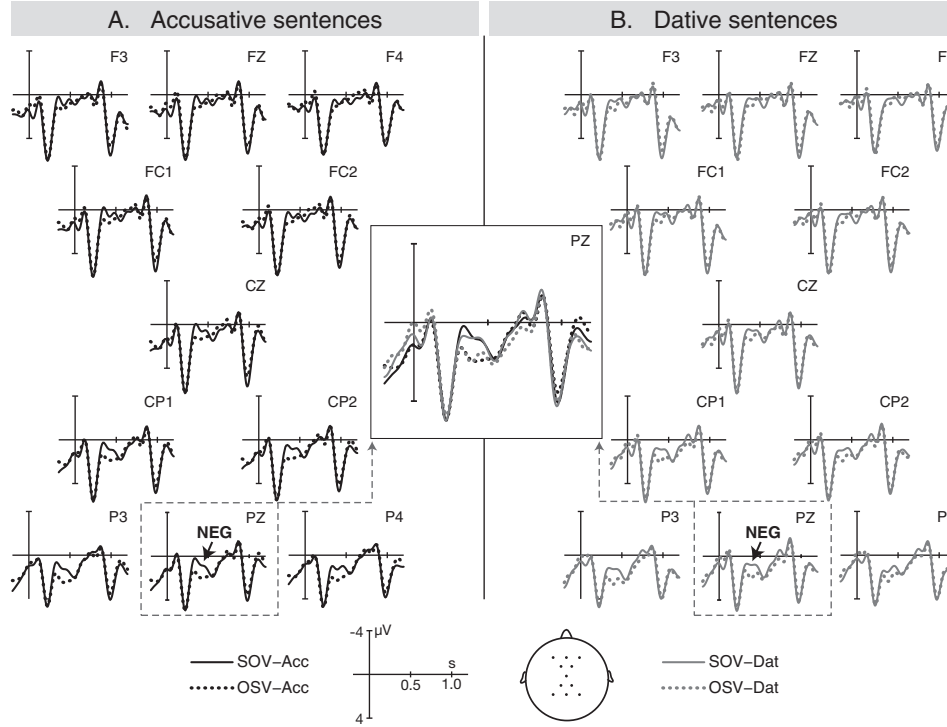 A. Accusative sentences
B. Dative sentences
F3 FZ F4
F3 FZ F
FC1 FC2
FC1 FC2
PZ
CZ
CZ
CP1 CP2
CP1 CP2
P3 PZ P4
NEG
P3 PZ P
NEG
-4 μV
SOV–Acc
OSV–Acc
s
0.5 1.0
4
SOV–Dat
OSV–Dat